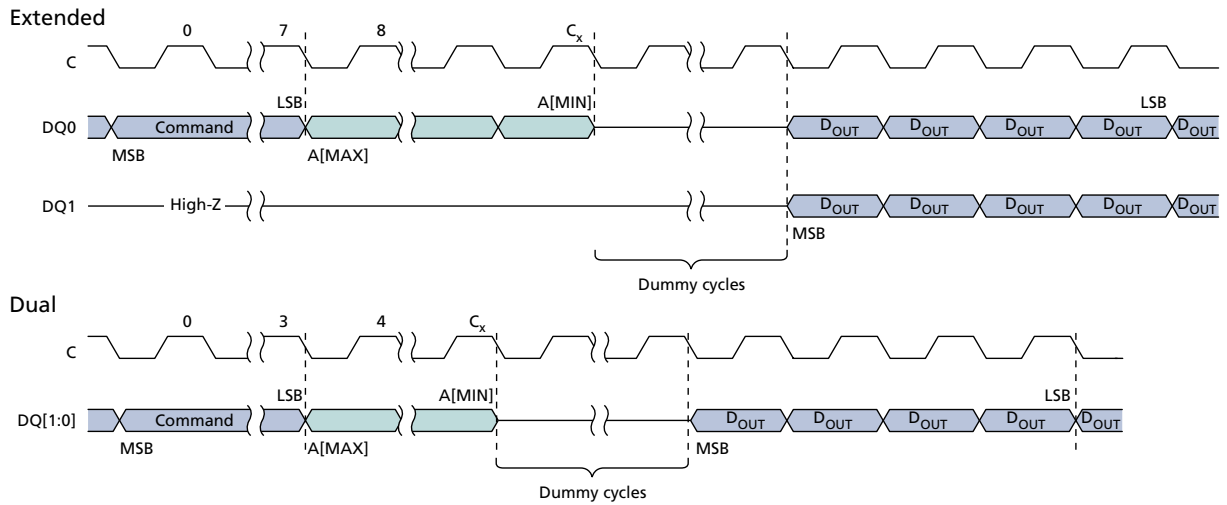 Extended
0 7 8 Cx
C
LSB A[MIN] LSB
DQ0 Command DOUT DOUT DOUT DOUT DOUT
MSB A[MAX]
DQ1 High-Z DOUT DOUT DOUT DOUT DOUT
MSB
Dummy cycles
Dual
0 3 4 Cx
C
LSB A[MIN] LSB
DQ[1:0] Command DOUT DOUT DOUT DOUT DOUT
MSB A[MAX] MSB
Dummy cycles